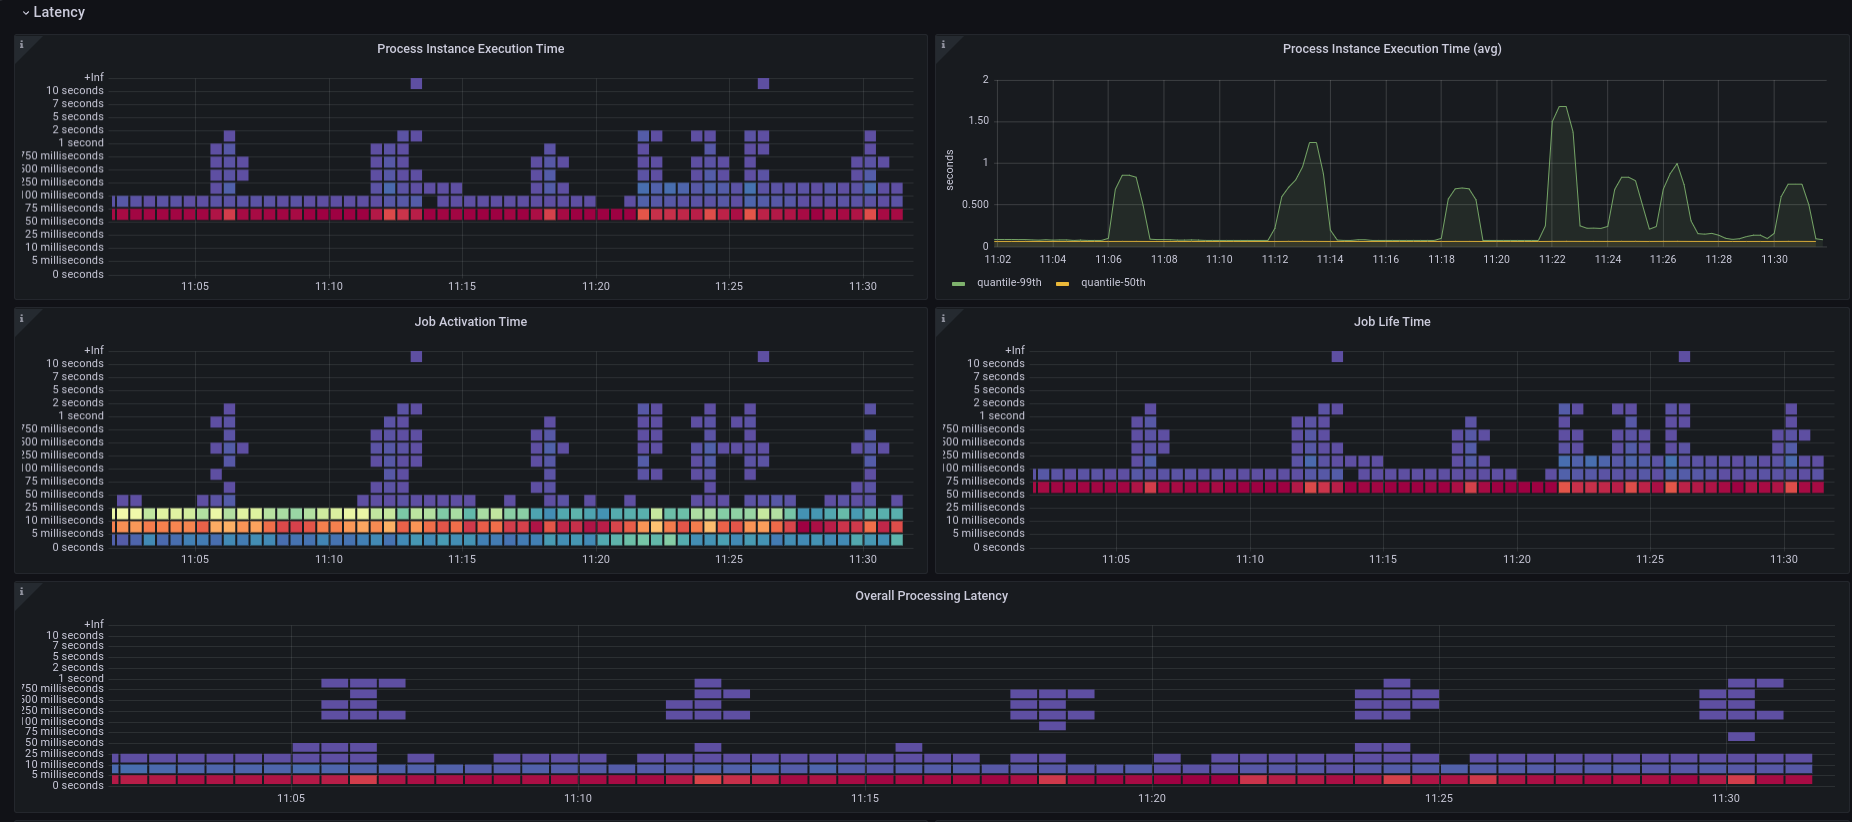 Latency
Process Instance Execution Time
+Inf
10 seconds
7 seconds
5 seconds
2 seconds
1 second
750 milliseconds
500 milliseconds
250 milliseconds
100 milliseconds
75 milliseconds
50 milliseconds
25 milliseconds
10 milliseconds
5 milliseconds
0 seconds
11:05 11:10 11:15 11:20 11:25 11:30
Process Instance Execution Time (avg)
seconds
2
1.50
1
0.500
0
11:02 11:04 11:06 11:08 11:10 11:12 11:14 11:16 11:18 11:20 11:22 11:24 11:26 11:28 11:30
quantile-99th quantile-50th
Job Activation Time
+Inf
10 seconds
7 seconds
5 seconds
2 seconds
1 second
750 milliseconds
500 milliseconds
250 milliseconds
100 milliseconds
75 milliseconds
50 milliseconds
25 milliseconds
10 milliseconds
5 milliseconds
0 seconds
11:05 11:10 11:15 11:20 11:25 11:30
Job Life Time
+Inf
10 seconds
7 seconds
5 seconds
2 seconds
1 second
750 milliseconds
500 milliseconds
250 milliseconds
100 milliseconds
75 milliseconds
50 milliseconds
25 milliseconds
10 milliseconds
5 milliseconds
0 seconds
11:05 11:10 11:15 11:20 11:25 11:30
Overall Processing Latency
+Inf
10 seconds
7 seconds
5 seconds
2 seconds
1 second
750 milliseconds
500 milliseconds
250 milliseconds
100 milliseconds
75 milliseconds
50 milliseconds
25 milliseconds
10 milliseconds
5 milliseconds
0 seconds
11:05 11:10 11:15 11:20 11:25 11:30